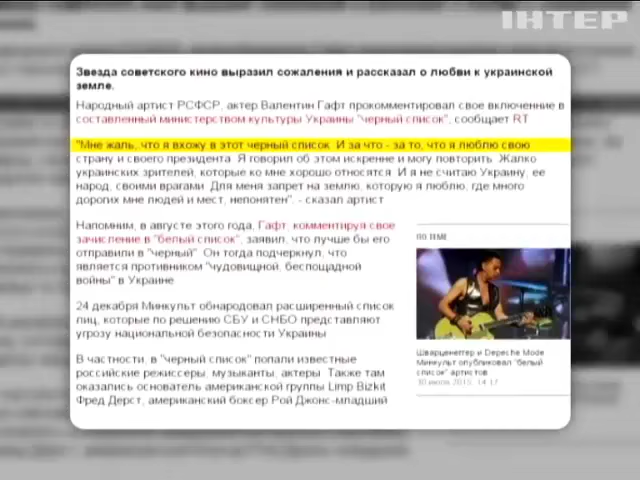 ІНТЕР
Звезда советского кино выразил сожаления и рассказал о любви к украинской
земле.
Народный артист РСФСР, актер Валентин Гафт прокомментировал свое включенние в
составленный министерством культуры Украины "черный список", сообщает RT
"Мне жаль, что я вхожу в этот черный список И за что - за то, что я люблю свою
страну и своего президента Я говорил об этом искренне и могу повторить Жалко
украинских зрителей, которые ко мне хорошо относятся И я не считаю Украину, ее
народ, своими врагами Для меня запрет на землю, которую я люблю, где много
дорогих мне людей и мест, непонятен", - сказал артист
Напомним, в августе этого года, Гафт комментируя свое
зачисление в "белый список", заявил, что лучше бы его
отправили в "черный" Он тогда подчеркнул, что
является противником "чудовищной, беспощадной
войны" в Украине
24 декабря Минкульт обнародовал расширенный список
лиц, которые по решению СБУ и СНБО представляют
угрозу национальной безопасности Украины
В частности, в "черный список" попали известные
российские режиссеры, музыканты, актеры Также там
оказались основатель американской группы Limp Bizkit
Фред Дерст, американский боксер Рой Джонс-младший
ПО ТЕМЕ
Шварценеггер и Depeche Mode
Минкульт опубликовал "белый
список" артистов
30 июля 2015, 14:17